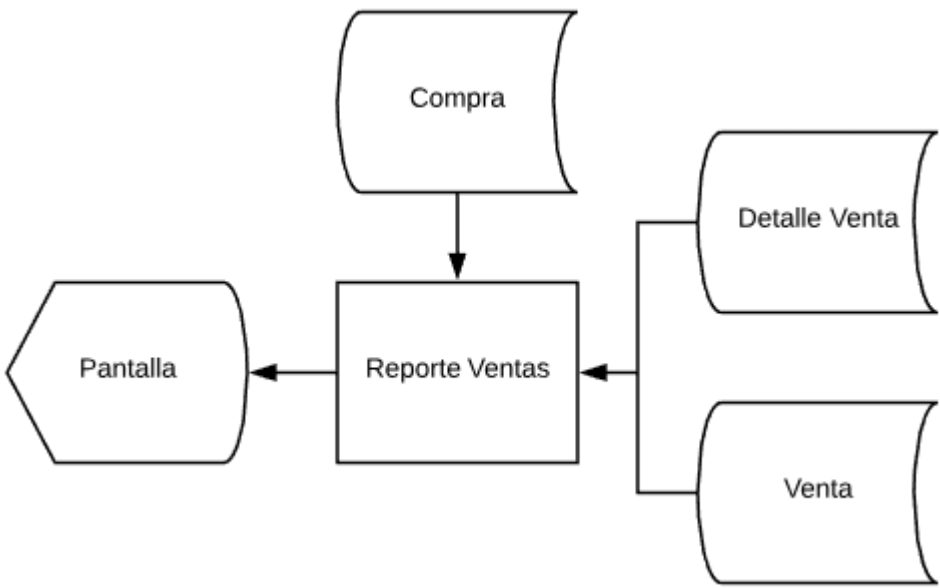 Compra
Detalle Venta
Pantalla
Reporte Ventas
Venta